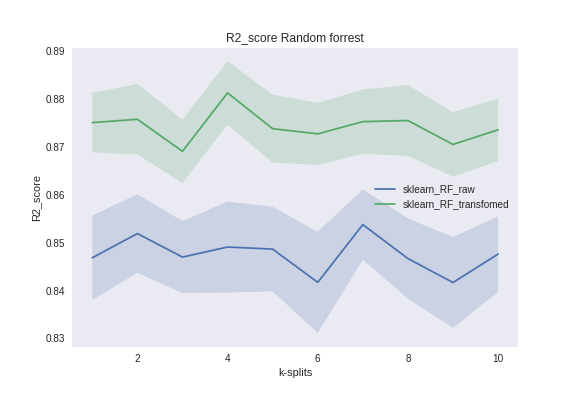 R2_score Random forrest
0.89
0.88
0.87
0.86
0.85
0.84
0.83
R2_score
sklearn_RF_raw
sklearn_RF_transfomed
2
4
6
8
10
k-splits